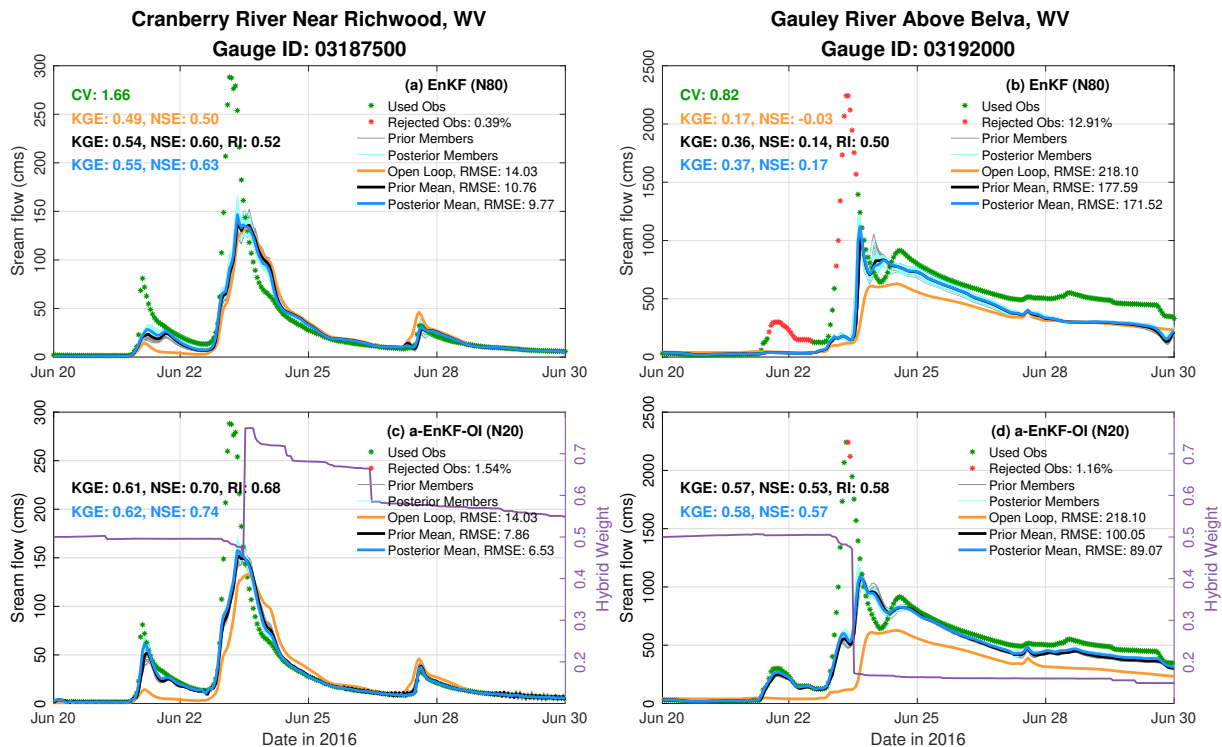 Cranberry River Near Richwood, WV
Gauge ID: 03187500
Gauley River Above Belva, WV
Gauge ID: 03192000
300
250
200
150
100
50
0
Sream flow (cms)
CV: 1.66
KGE: 0.49, NSE: 0.50
KGE: 0.54, NSE: 0.60, RI: 0.52
KGE: 0.55, NSE: 0.63
(a) EnKF (N80)
Used Obs
Rejected Obs: 0.39%
Prior Members
Posterior Members
Open Loop, RMSE: 14.03
Prior Mean, RMSE: 10.76
Posterior Mean, RMSE: 9.77
Jun 20
Jun 22
Jun 25
Jun 28
Jun 30
2500
2000
1500
1000
500
0
Sream flow (cms)
CV: 0.82
KGE: 0.17, NSE: -0.03
KGE: 0.36, NSE: 0.14, RI: 0.50
KGE: 0.37, NSE: 0.17
(b) EnKF (N80)
Used Obs
Rejected Obs: 12.91%
Prior Members
Posterior Members
Open Loop, RMSE: 218.10
Prior Mean, RMSE: 177.59
Posterior Mean, RMSE: 171.52
Jun 20
Jun 22
Jun 25
Jun 28
Jun 30
300
250
200
150
100
50
0
Sream flow (cms)
KGE: 0.61, NSE: 0.70, RI: 0.68
KGE: 0.62, NSE: 0.74
(c) a-EnKF-OI (N20)
Used Obs
Rejected Obs: 1.54%
Prior Members
Posterior Members
Open Loop, RMSE: 14.03
Prior Mean, RMSE: 7.86
Posterior Mean, RMSE: 6.53
0.7
0.6
0.5
0.4
0.3
0.2
Hybrid Weight
Jun 20
Jun 22
Jun 25
Jun 28
Jun 30
Date in 2016
2500
2000
1500
1000
500
0
Sream flow (cms)
KGE: 0.57, NSE: 0.53, RI: 0.58
KGE: 0.58, NSE: 0.57
(d) a-EnKF-OI (N20)
Used Obs
Rejected Obs: 1.16%
Prior Members
Posterior Members
Open Loop, RMSE: 218.10
Prior Mean, RMSE: 100.05
Posterior Mean, RMSE: 89.07
0.7
0.6
0.5
0.4
0.3
0.2
Hybrid Weight
Jun 20
Jun 22
Jun 25
Jun 28
Jun 30
Date in 2016